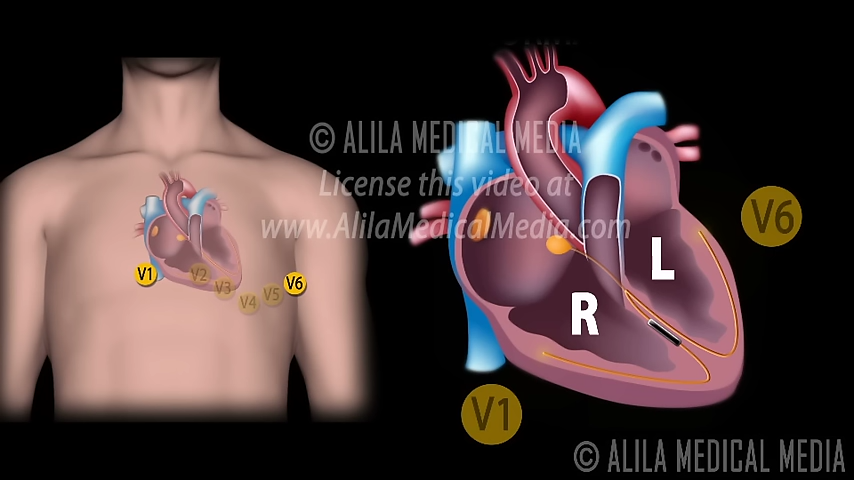 © ALILA MEDICAL MEDIA
License this video at
www.AlilaMedicalMedia.com
V1
V2
V3
V4
V5
V6
L
R
V6
V1
© ALILA MEDICAL MEDIA